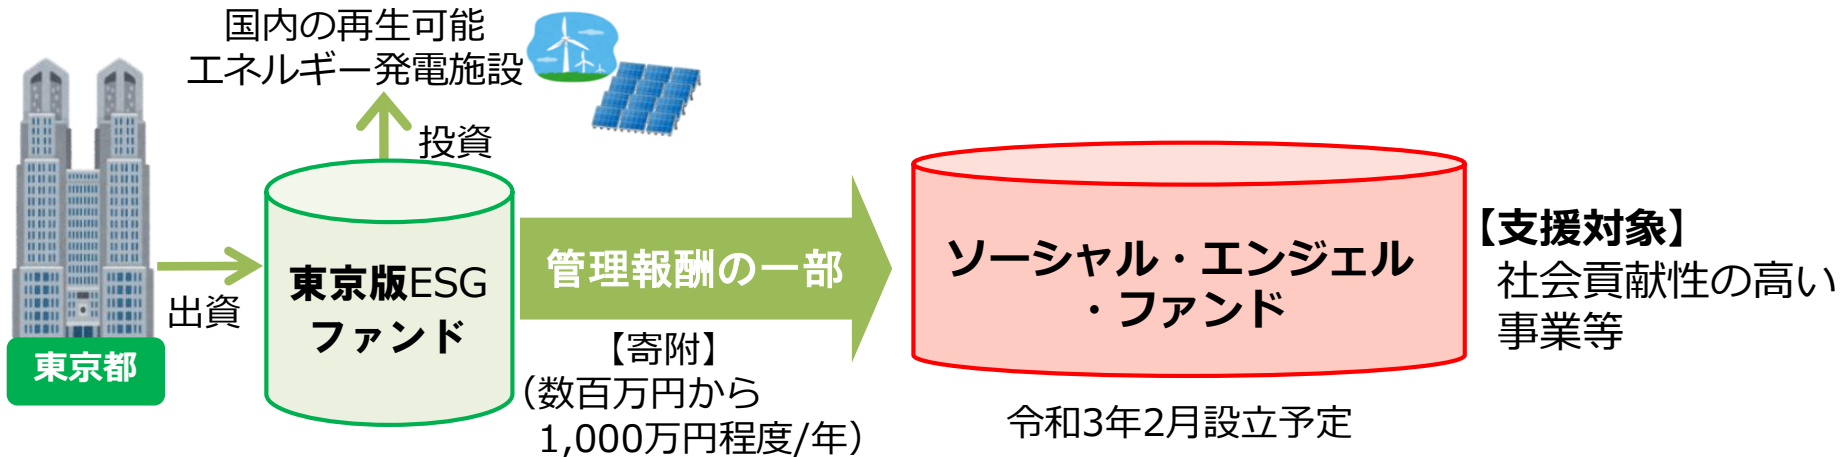 国内の再生可能
エネルギー発電施設
投資
東京都
出資
東京版ESG
ファンド
管理報酬の一部
【寄附】
（数百万円から
1,000万円程度/年）
ソーシャル・エンジェル
・ファンド
令和3年2月設立予定
【支援対象】
社会貢献性の高い
事業等